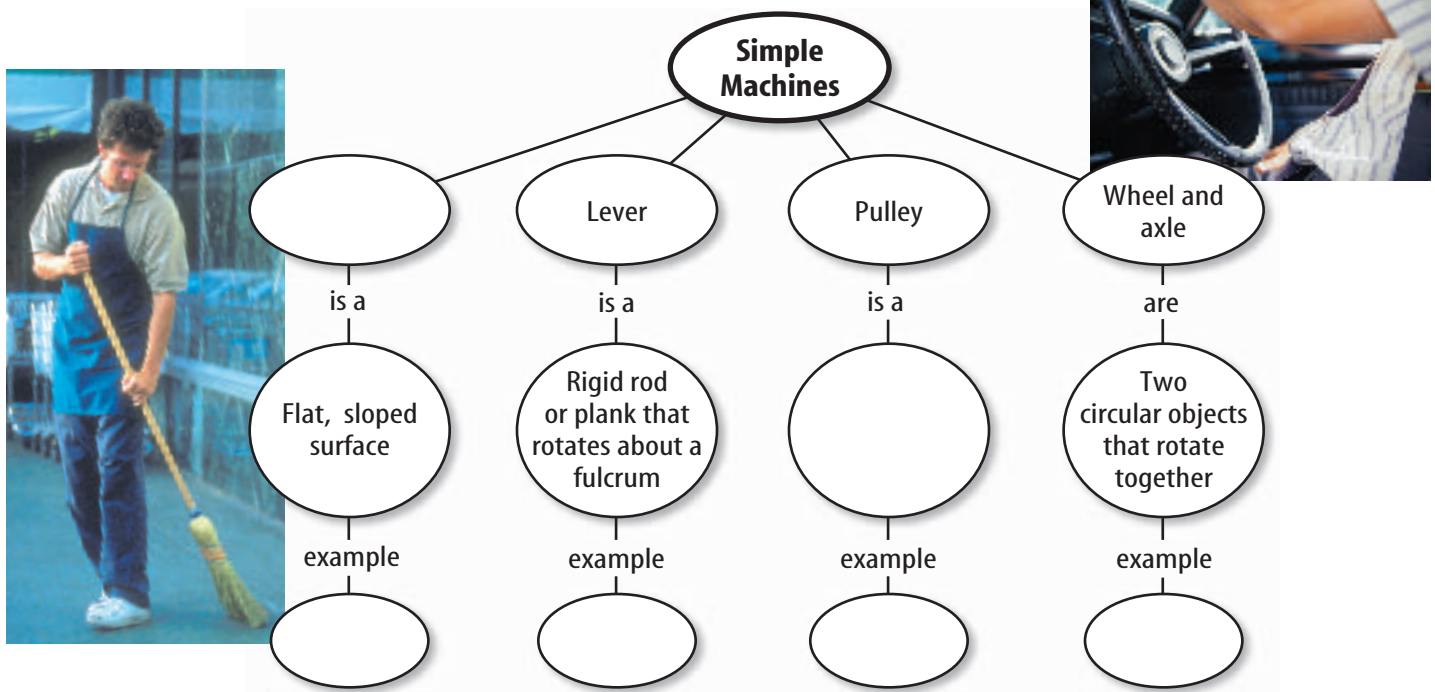 Simple
Machines
Lever
Pulley
Wheel and
axle
is a
is a
is a
are
Flat, sloped
surface
Rigid rod
or plank that
rotates about a
fulcrum
Two
circular objects
that rotate
together
example
example
example
example